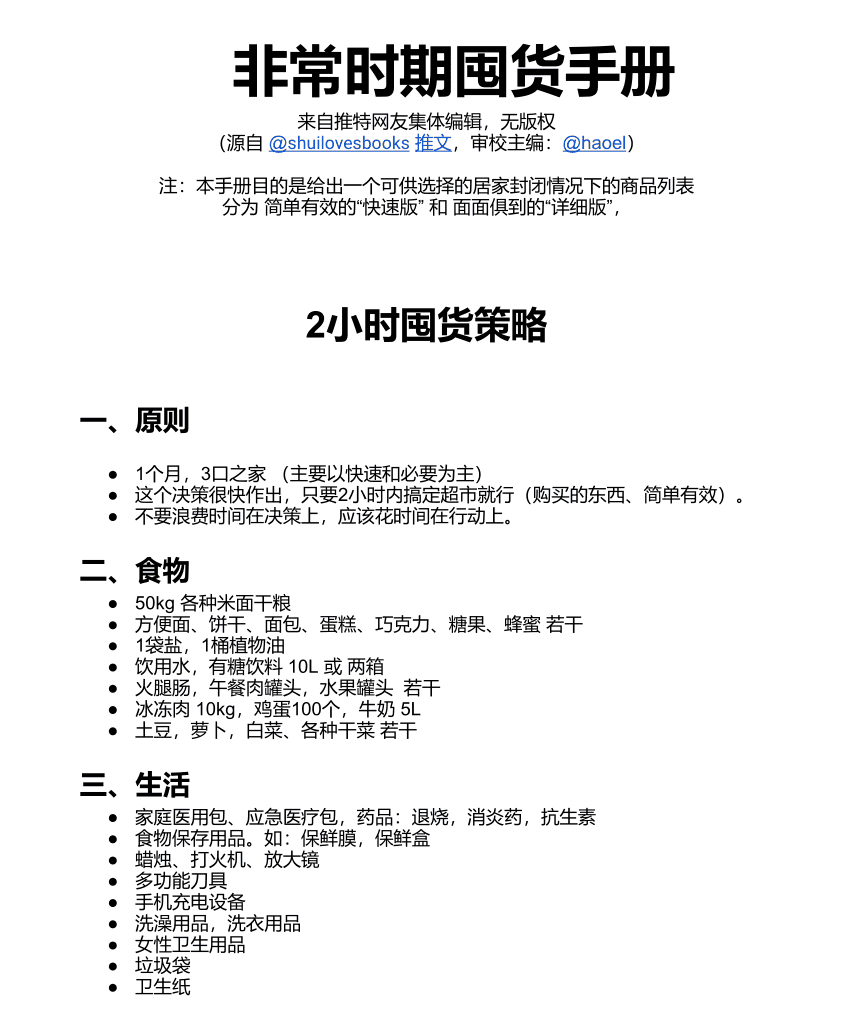 非常时期囤货手册
来自推特网友集体编辑，无版权
（源自 @shuilovesbooks 推文，审校主编：@haoel）
注：本手册目的是给出一个可供选择的居家封闭情况下的商品列表
分为 简单有效的“快速版” 和 面面俱到的“详细版”，
2小时囤货策略
一、原则
● 1个月，3口之家 （主要以快速和必要为主）
● 这个决策很快作出，只要2小时内搞定超市就行（购买的东西、简单有效）。
● 不要浪费时间在决策上，应该花时间在行动上。
二、食物
● 50kg 各种米面干粮
● 方便面、饼干、面包、蛋糕、巧克力、糖果、蜂蜜 若干
● 1袋盐，1桶植物油
● 饮用水，有糖饮料 10L 或 两箱
● 火腿肠，午餐肉罐头，水果罐头 若干
● 冰冻肉 10kg，鸡蛋100个，牛奶 5L
● 土豆，萝卜，白菜、各种干菜 若干
三、生活
● 家庭医用包、应急医疗包，药品：退烧，消炎药，抗生素
● 食物保存用品。如：保鲜膜，保鲜盒
● 蜡烛、打火机、放大镜
● 多功能刀具
● 手机充电设备
● 洗澡用品，洗衣用品
● 女性卫生用品
● 垃圾袋
● 卫生纸